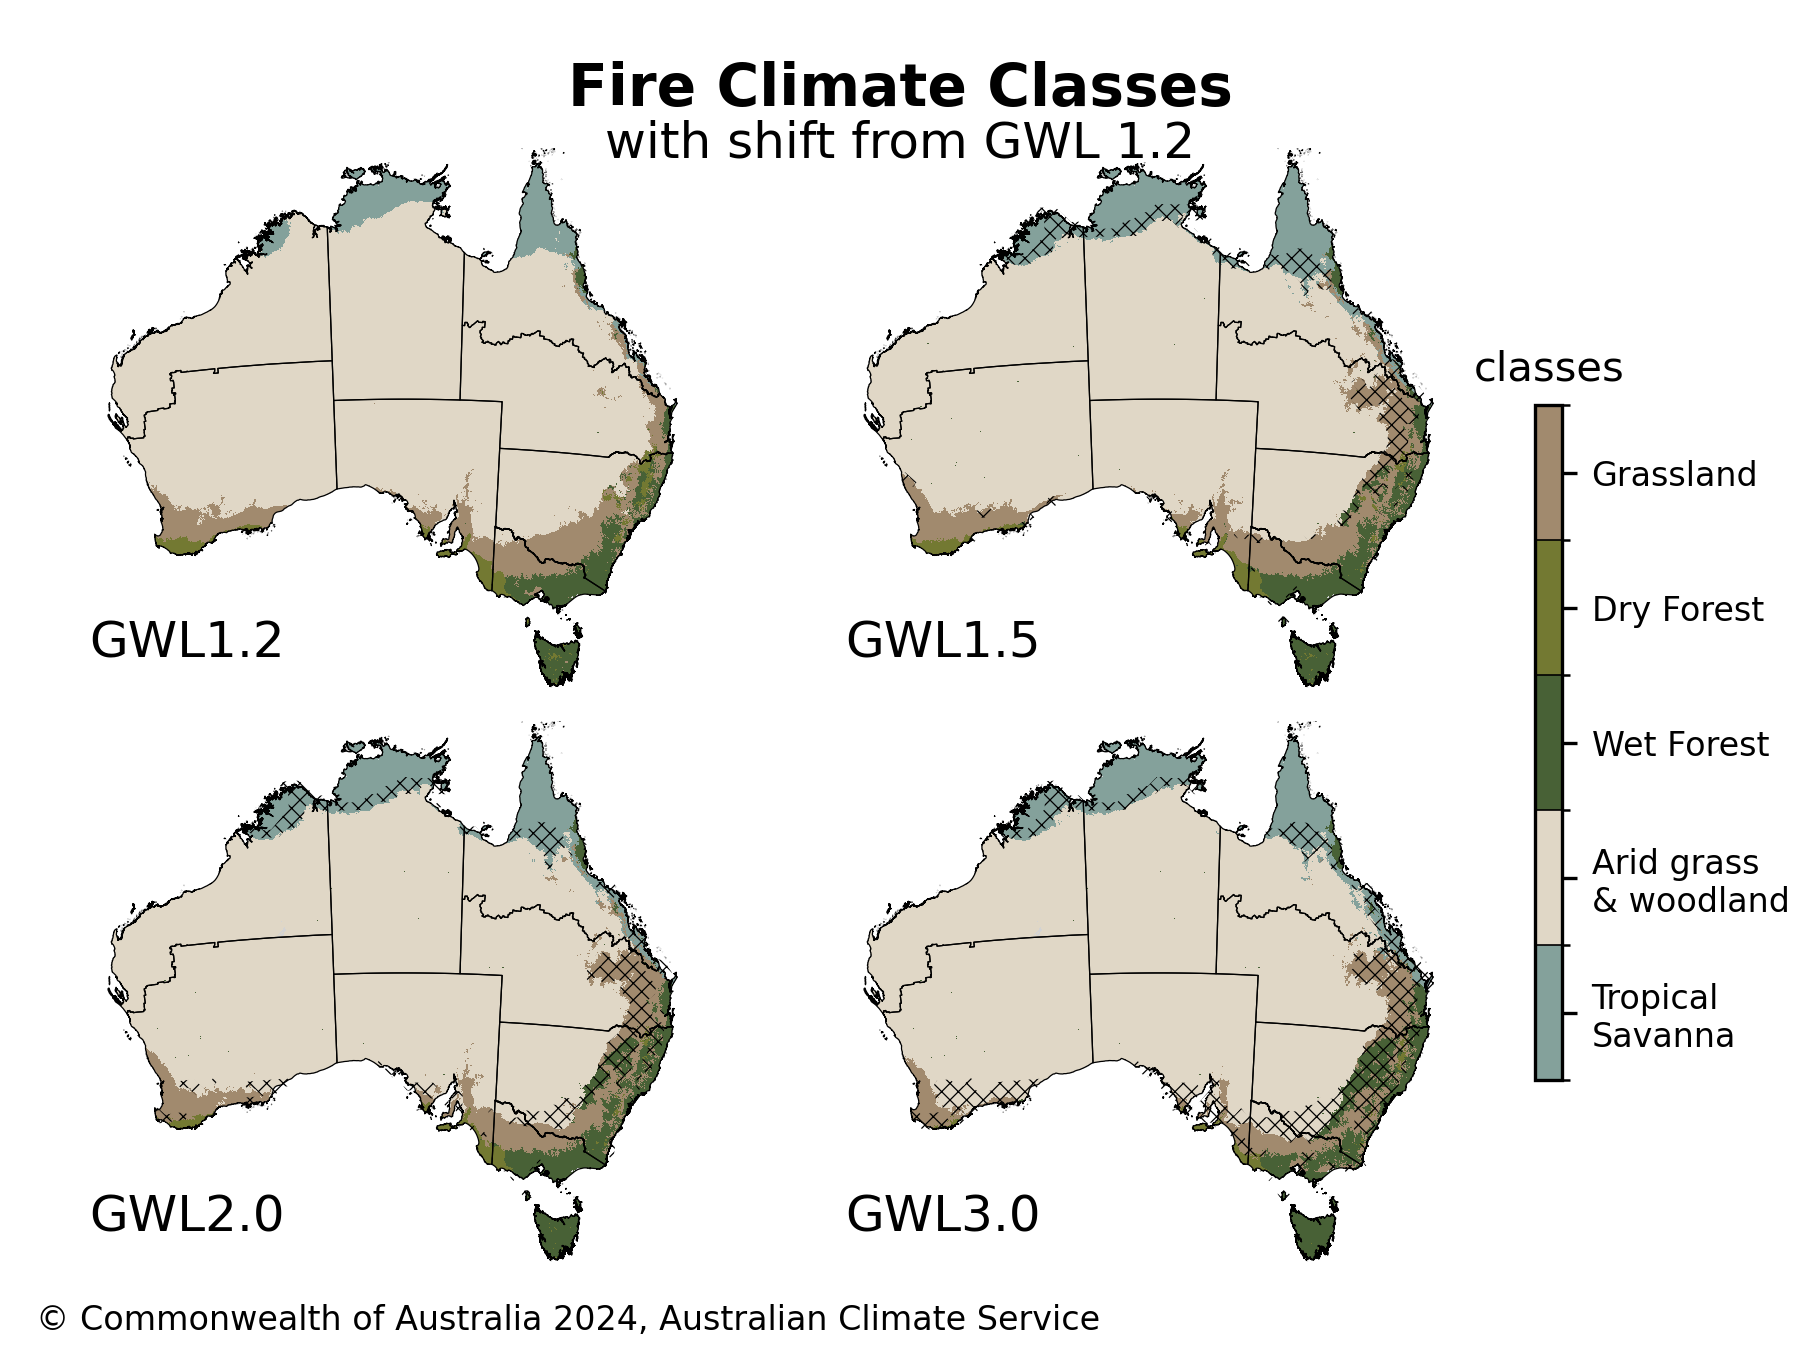 Fire Climate Classes
with shift from GWL 1.2
GWL1.2
GWL1.5
classes
Grassland
Dry Forest
Wet Forest
Arid grass
& woodland
Tropical
Savanna
GWL2.0
GWL3.0
© Commonwealth of Australia 2024, Australian Climate Service